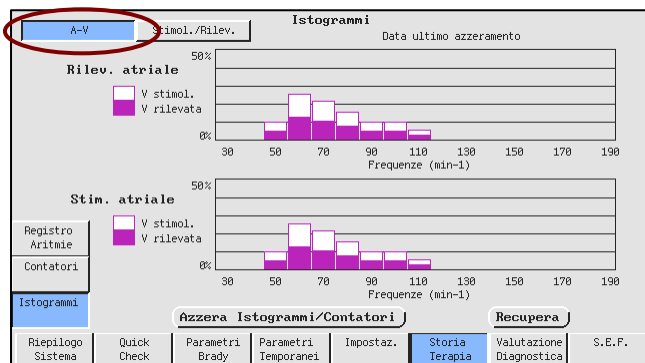 Istogrammi
A-V
Stimol./Rilev.
Data ultimo azzeramento
Rilev. atriale
V stimol.
V rilevata
50%
0%
30 50 70 90 110 130 150 170 190
Frequenze (min-1)
Stim. atriale
V stimol.
V rilevata
50%
0%
30 50 70 90 110 130 150 170 190
Frequenze (min-1)
Registro
Aritmie
Contatori
Istogrammi
Azzera Istogrammi/Contatori
Recupera
Riepilogo
Sistema
Quick
Check
Parametri
Brady
Parametri
Temporanei
Impostaz.
Storia
Terapia
Valutazione
Diagnostica
S.E.F.